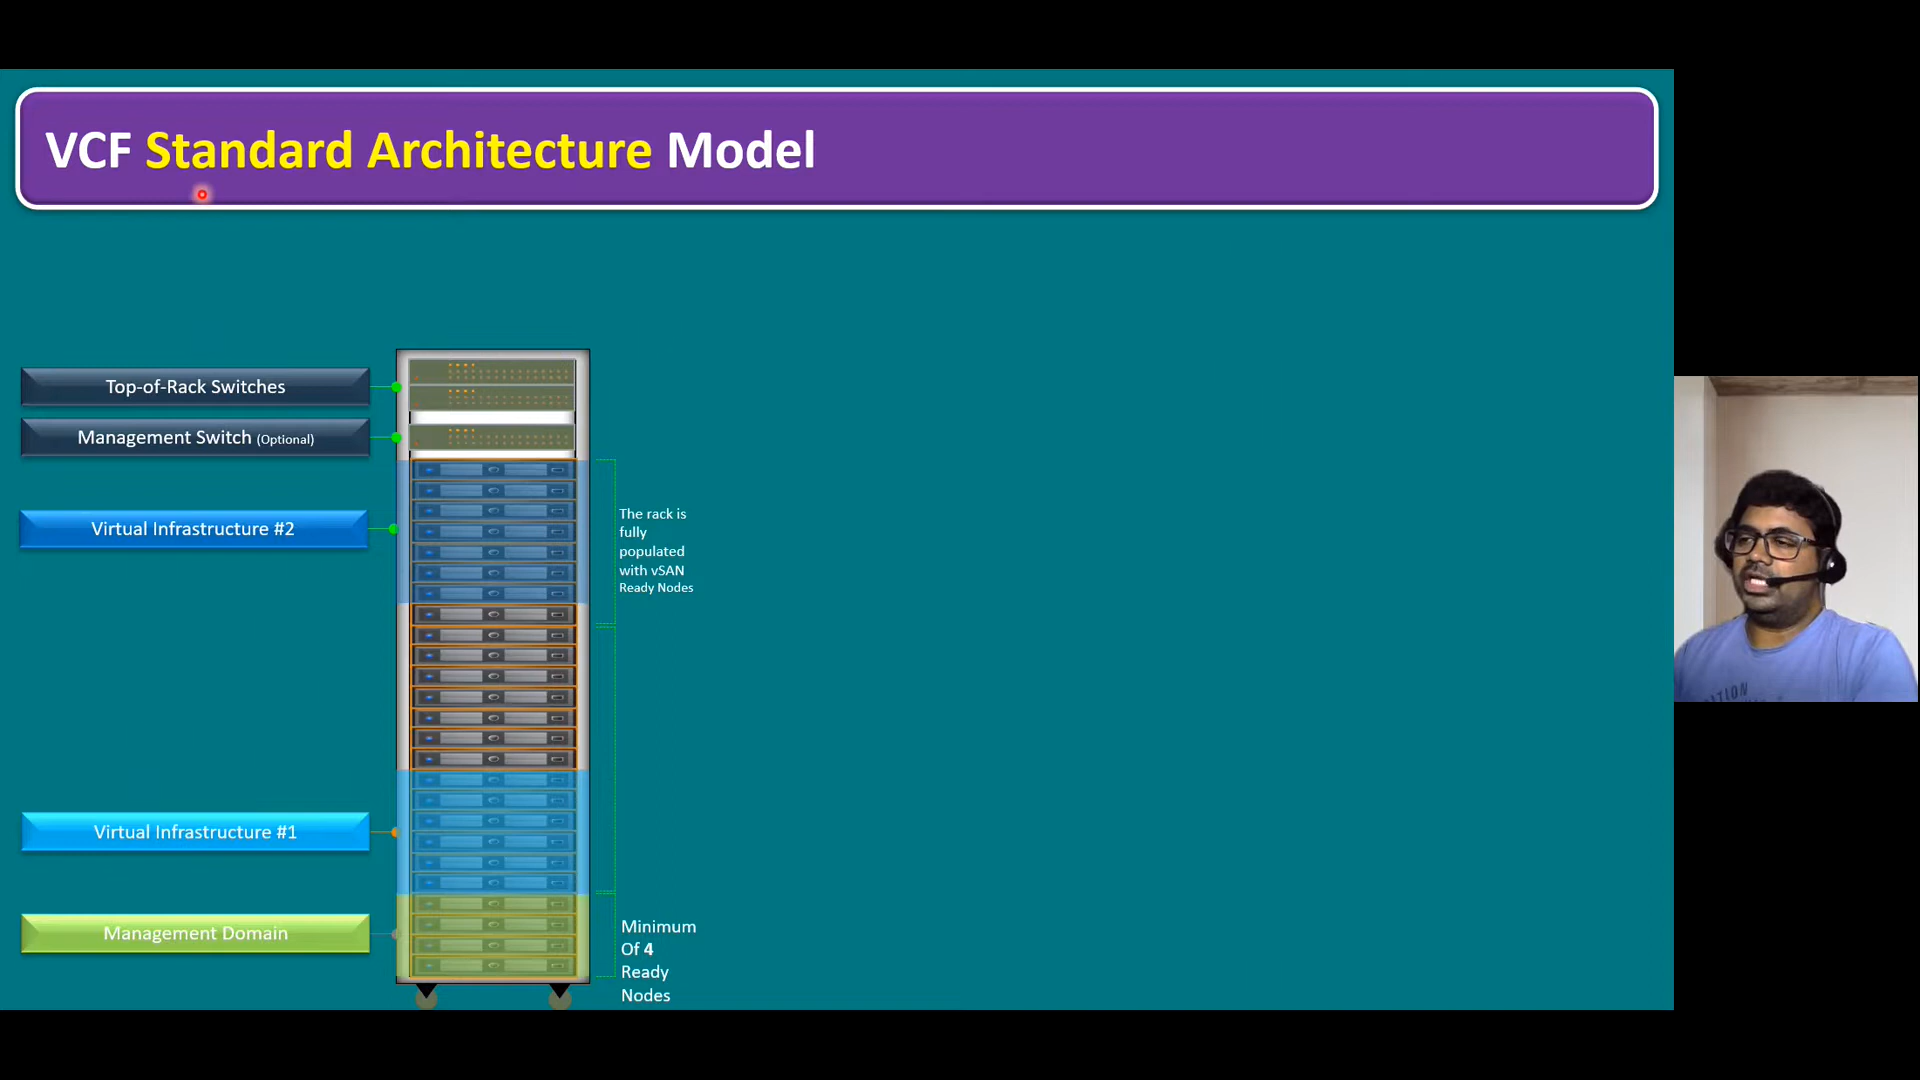 VCF Standard Architecture Model
Top-of-Rack Switches
Management Switch (Optional)
Virtual Infrastructure #2
The rack is
fully
populated
with vSAN
Ready Nodes
Virtual Infrastructure #1
Management Domain
Minimum
Of 4
Ready
Nodes